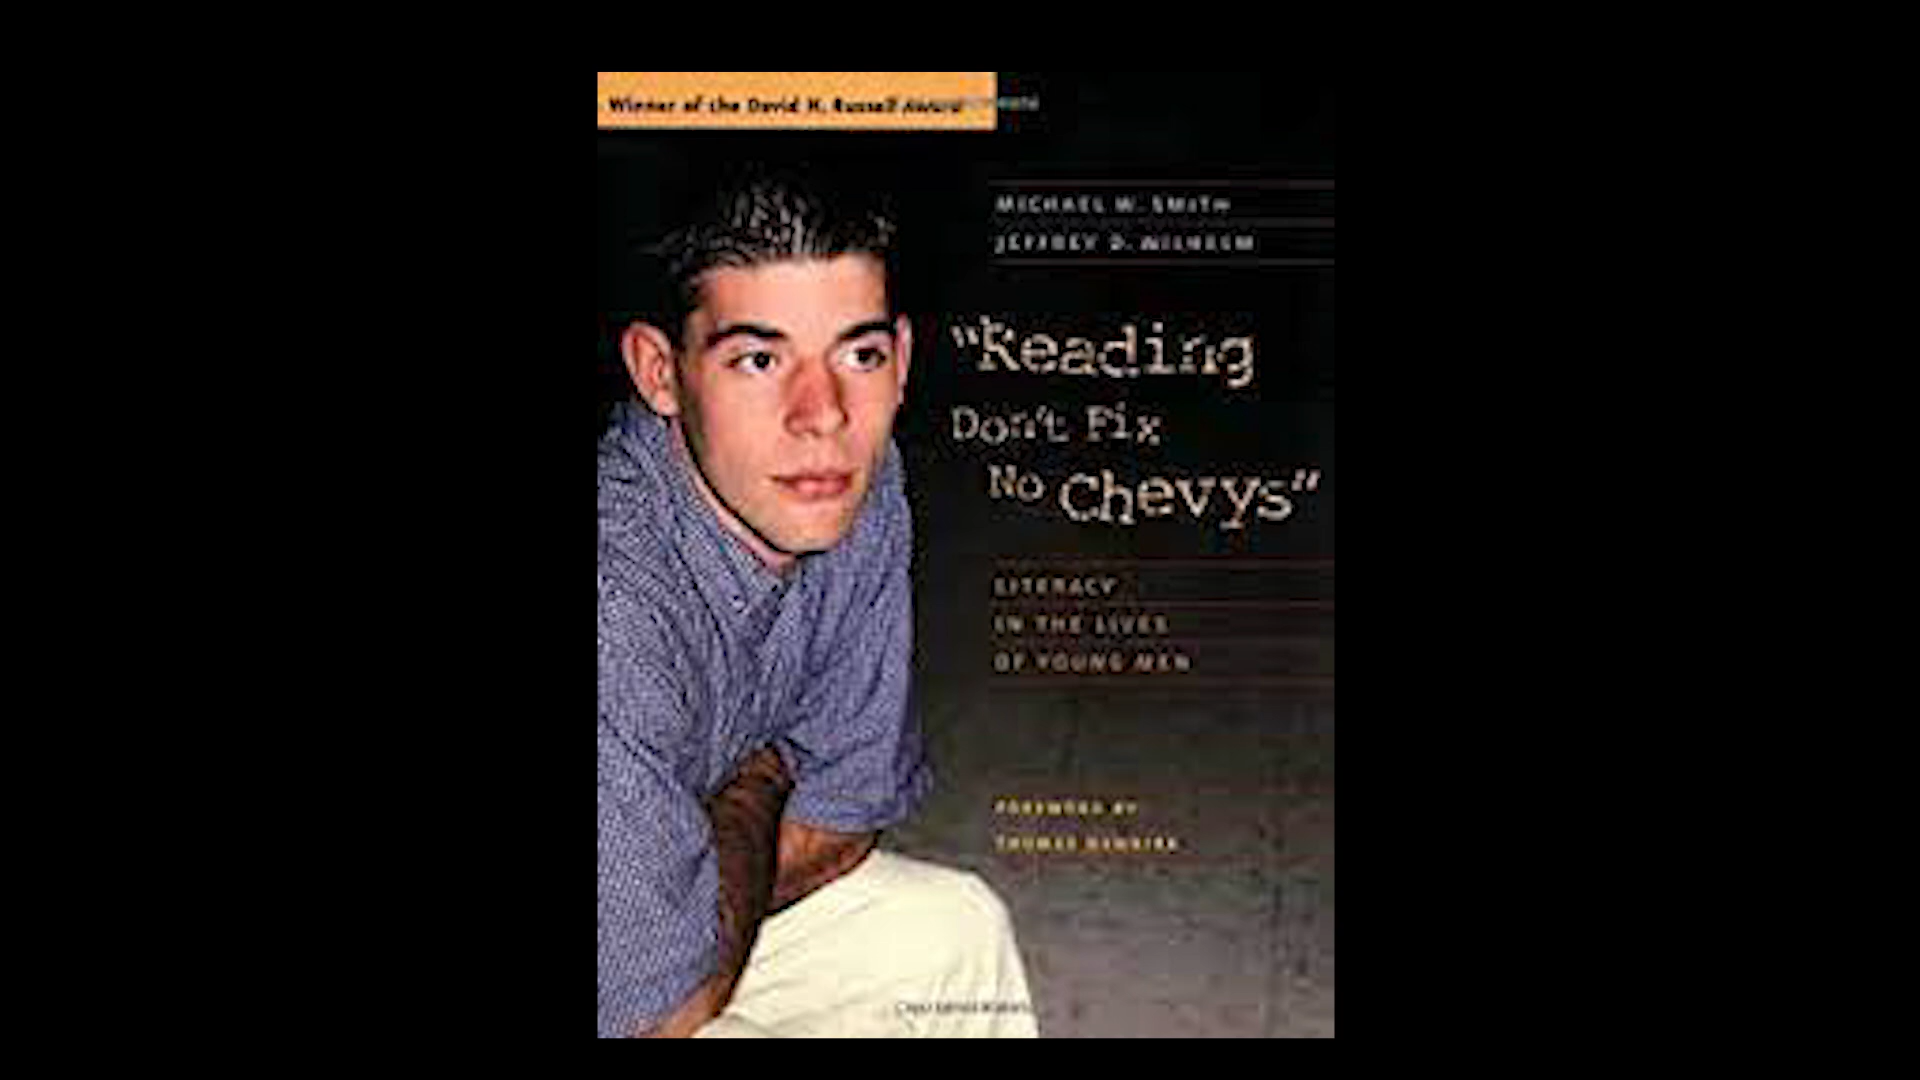 Winner of the David H. Russell Award
MICHAEL W. SMITH
JEFFREY D. WILHELM
"Reading
Don't Fix
No Chevys"
LITERACY
IN THE LIVES
OF YOUNG MEN
FOREWORD BY
THOMAS NEWKIRK